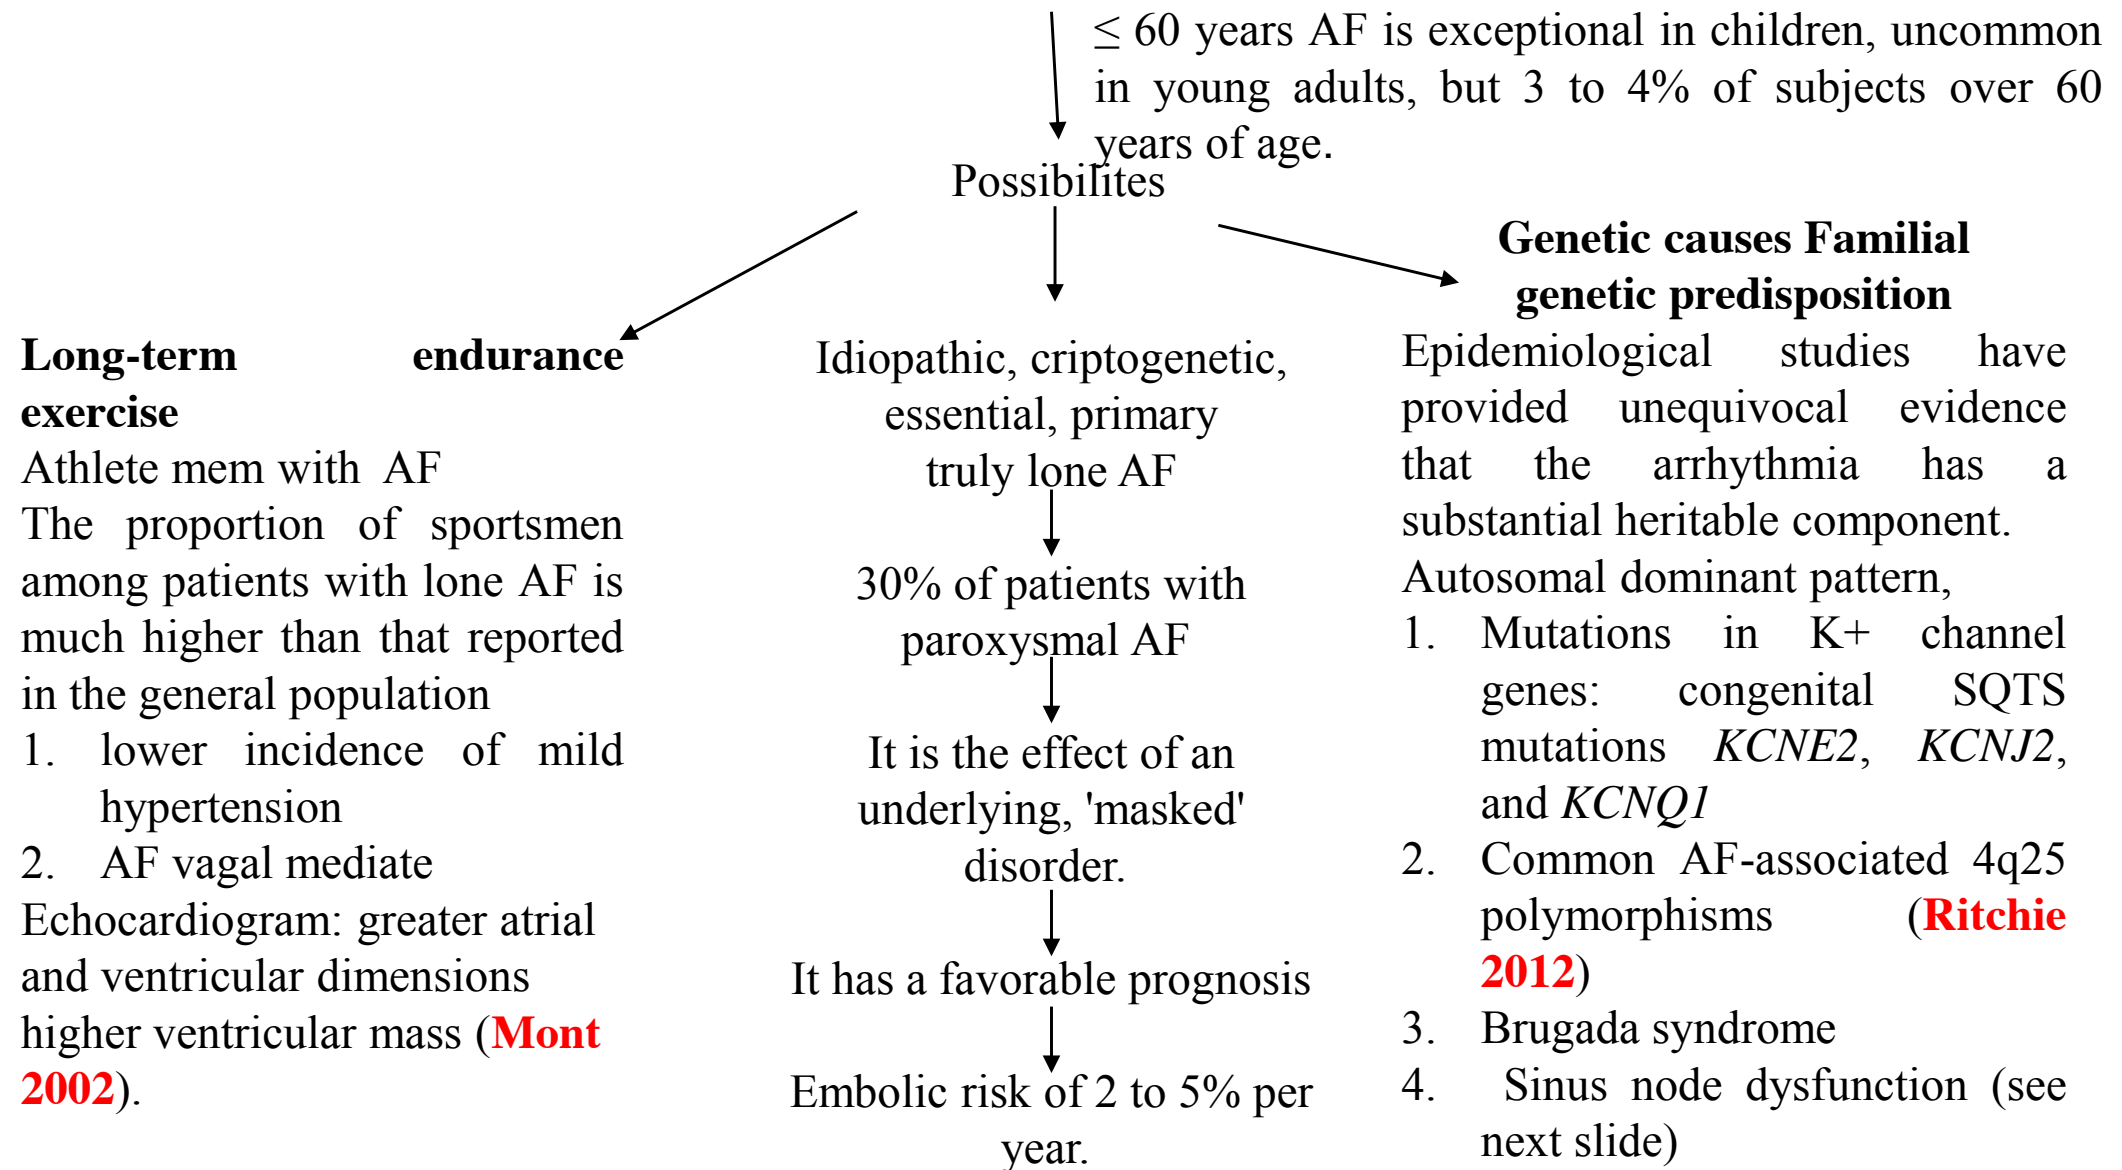 ≤ 60 years AF is exceptional in children, uncommon
in young adults, but 3 to 4% of subjects over 60
years of age.
Possibilites
Long-term endurance
exercise
Athlete mem with AF
The proportion of sportsmen
among patients with lone AF is
much higher than that reported
in the general population
1. lower incidence of mild
hypertension
2. AF vagal mediate
Echocardiogram: greater atrial
and ventricular dimensions
higher ventricular mass (Mont
2002).
Idiopathic, criptogenetic,
essential, primary
truly lone AF
30% of patients with
paroxysmal AF
It is the effect of an
underlying, 'masked'
disorder.
It has a favorable prognosis
Embolic risk of 2 to 5% per
year.
Genetic causes Familial
genetic predisposition
Epidemiological studies have
provided unequivocal evidence
that the arrhythmia has a
substantial heritable component.
Autosomal dominant pattern,
1. Mutations in K+ channel
genes: congenital SQTS
mutations KCNE2, KCNJ2,
and KCNQ1
2. Common AF-associated 4q25
polymorphisms (Ritchie
2012)
3. Brugada syndrome
4. Sinus node dysfunction (see
next slide)